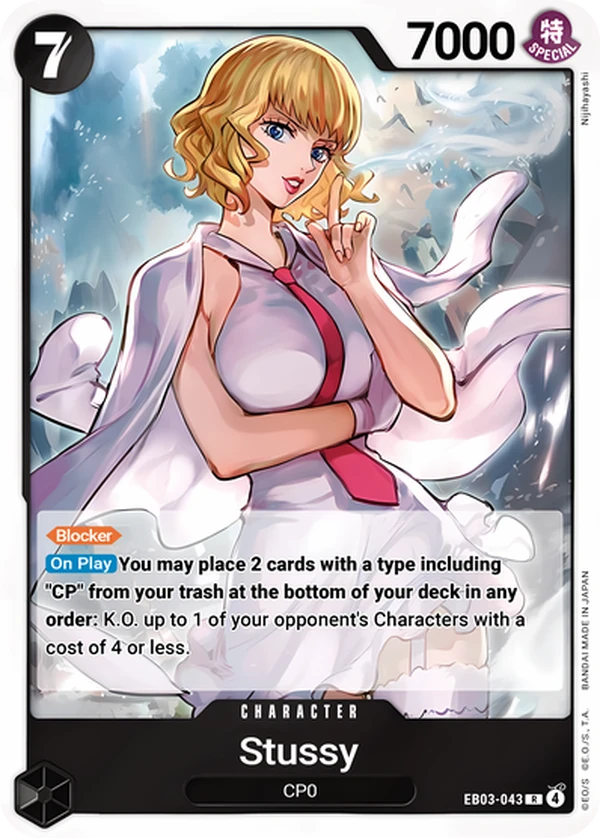 7
7000
特
SPECIAL
Nijihayashi
Blocker
On Play You may place 2 cards with a type including
"CP" from your trash at the bottom of your deck in any
order: K.O. up to 1 of your opponent's Characters with a
cost of 4 or less.
CHARACTER
Stussy
CP0
EB03-043 R 4
©EO/S ©E.O./S, T.A. BANDAI MADE IN JAPAN